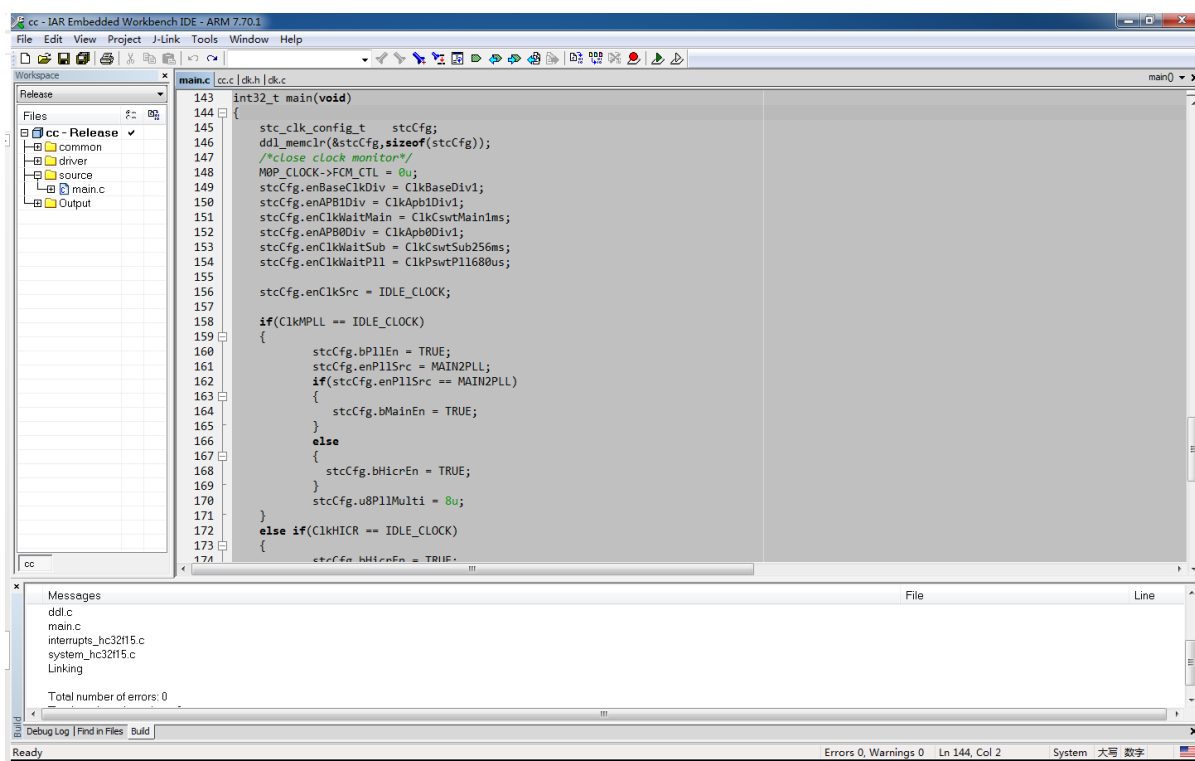 cc - IAR Embedded Workbench IDE - ARM 7.70.1
File Edit View Project J-Link Tools Window Help
Workspace
main.c cc.c dk.h dk.c
main()
Release
Files
cc - Release
common
driver
source
main.c
Output
cc
143 int32_t main(void)
144 {
145 stc_clk_config_t stcCfg;
146 ddl_memclr(&stcCfg,sizeof(stcCfg));
147 /*close clock monitor*/
148 M0P_CLOCK->FCM_CTL = 0u;
149 stcCfg.enBaseClkDiv = ClkBaseDiv1;
150 stcCfg.enAPB1Div = ClkApb1Div1;
151 stcCfg.enClkWaitMain = ClkCswtMain1ms;
152 stcCfg.enAPB0Div = ClkApb0Div1;
153 stcCfg.enClkWaitSub = ClkCswtSub256ms;
154 stcCfg.enClkWaitPll = ClkPswtPll680us;
155
156 stcCfg.enClkSrc = IDLE_CLOCK;
157
158 if(ClkMPLL == IDLE_CLOCK)
159 {
160 stcCfg.bPllEn = TRUE;
161 stcCfg.enPllSrc = MAIN2PLL;
162 if(stcCfg.enPllSrc == MAIN2PLL)
163 {
164 stcCfg.bMainEn = TRUE;
165 }
166 else
167 {
168 stcCfg.bHicrEn = TRUE;
169 }
170 stcCfg.u8PllMulti = 8u;
171 }
172 else if(ClkHICR == IDLE_CLOCK)
173 {
174 stcCfg.bHicrEn = TRUE;
Messages File Line
ddl.c
main.c
interrupts_hc32f15.c
system_hc32f15.c
Linking
Total number of errors: 0
Build
Debug Log Find in Files Build
Ready Errors 0, Warnings 0 Ln 144, Col 2 System 大写 数字